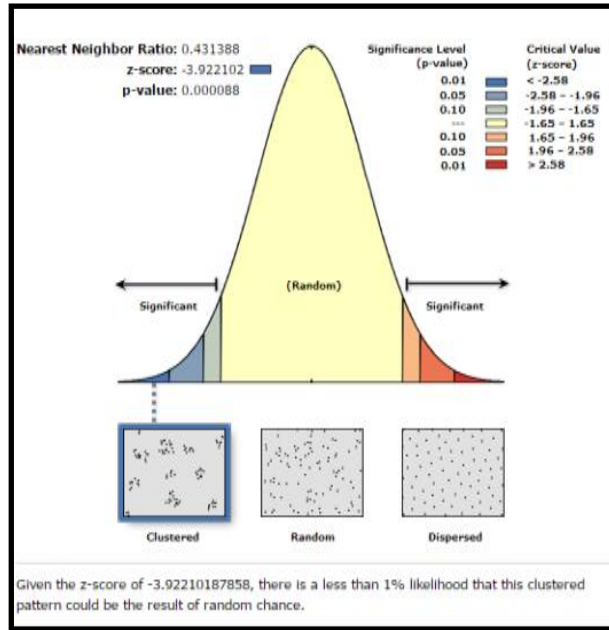 Nearest Neighbor Ratio: 0.431388
z-score: -3.922102
p-value: 0.000088
Significance Level
(p-value)
Critical Value
(z-score)
0.01 < -2.58
0.05 -2.58 – -1.96
0.10 -1.96 – -1.65
--- -1.65 – 1.65
0.10 1.65 – 1.96
0.05 1.96 – 2.58
0.01 > 2.58
(Random)
Significant
Significant
Clustered
Random
Dispersed
Given the z-score of -3.92210187858, there is a less than 1% likelihood that this clustered
pattern could be the result of random chance.